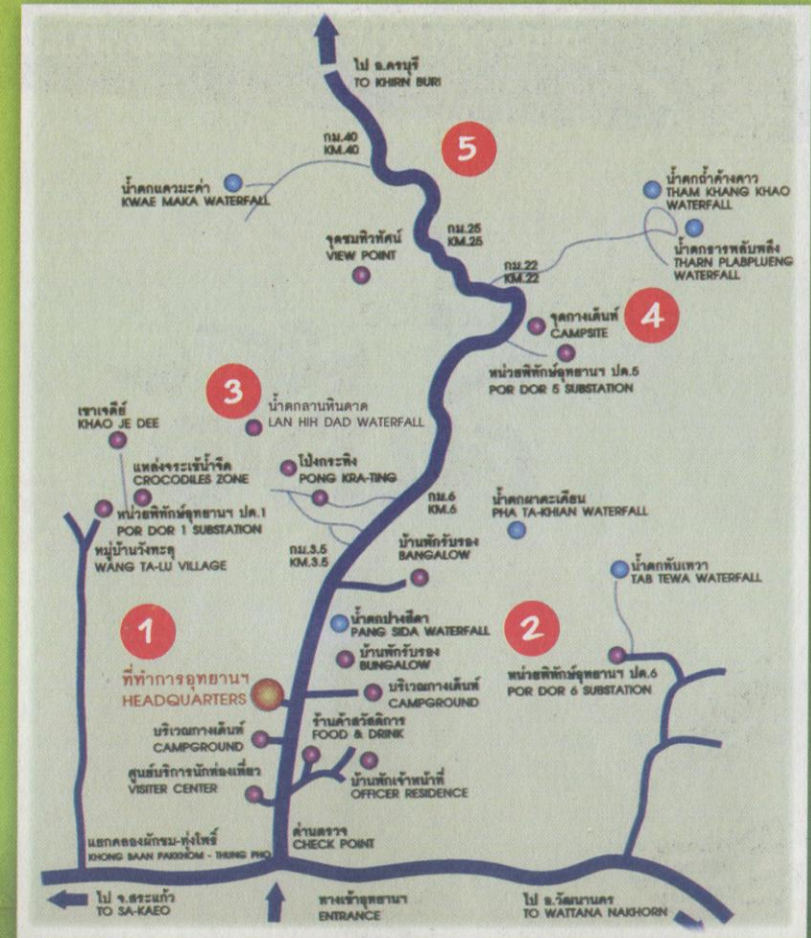 ไป อ.ครบุรี
TO KHIRN BURI
กม.40
KM.40
5
น้ำตกแควมะค่า
KWAE MAKA WATERFALL
น้ำตกถ้ำค้างคาว
THAM KHANG KHAO
WATERFALL
กม.25
KM.25
จุดชมทิวทัศน์
VIEW POINT
น้ำตกธารพลับพลึง
THARN PLABPLUENG
WATERFALL
กม.22
KM.22
จุดกางเต็นท์
CAMPSITE
4
หน่วยพิทักษ์อุทยานฯ ปด.5
POR DOR 5 SUBSTATION
3
น้ำตกลานหินดาด
LAN HIH DAD WATERFALL
เขาเจดีย์
KHAO JE DEE
โป่งกระทิง
PONG KRA-TING
แหล่งจระเข้น้ำจืด
CROCODILES ZONE
กม.6
KM.6
น้ำตกผาตะเคียน
PHA TA-KHIAN WATERFALL
หน่วยพิทักษ์อุทยานฯ ปด.1
POR DOR 1 SUBSTATION
หมู่บ้านวังทะลุ
WANG TA-LU VILLAGE
กม.3.5
KM.3.5
บ้านพักรับรอง
BANGALOW
น้ำตกทับเทวา
TAB TEWA WATERFALL
1
น้ำตกปางสีดา
PANG SIDA WATERFALL
2
บ้านพักรับรอง
BUNGALOW
หน่วยพิทักษ์อุทยานฯ ปด.6
POR DOR 6 SUBSTATION
ที่ทำการอุทยานฯ
HEADQUARTERS
บริเวณกางเต็นท์
CAMPGROUND
บริเวณกางเต็นท์
CAMPGROUND
ร้านค้าสวัสดิการ
FOOD & DRINK
ศูนย์บริการนักท่องเที่ยว
VISITER CENTER
บ้านพักเจ้าหน้าที่
OFFICER RESIDENCE
แยกคลองผักขม-ทุ่งโพธิ์
KHONG BAAN PAKKHOM - THUNG PHO
ด่านตรวจ
CHECK POINT
ไป จ.สระแก้ว
TO SA-KAEO
ทางเข้าอุทยานฯ
ENTRANCE
ไป อ.วัฒนานคร
TO WATTANA NAKHORN